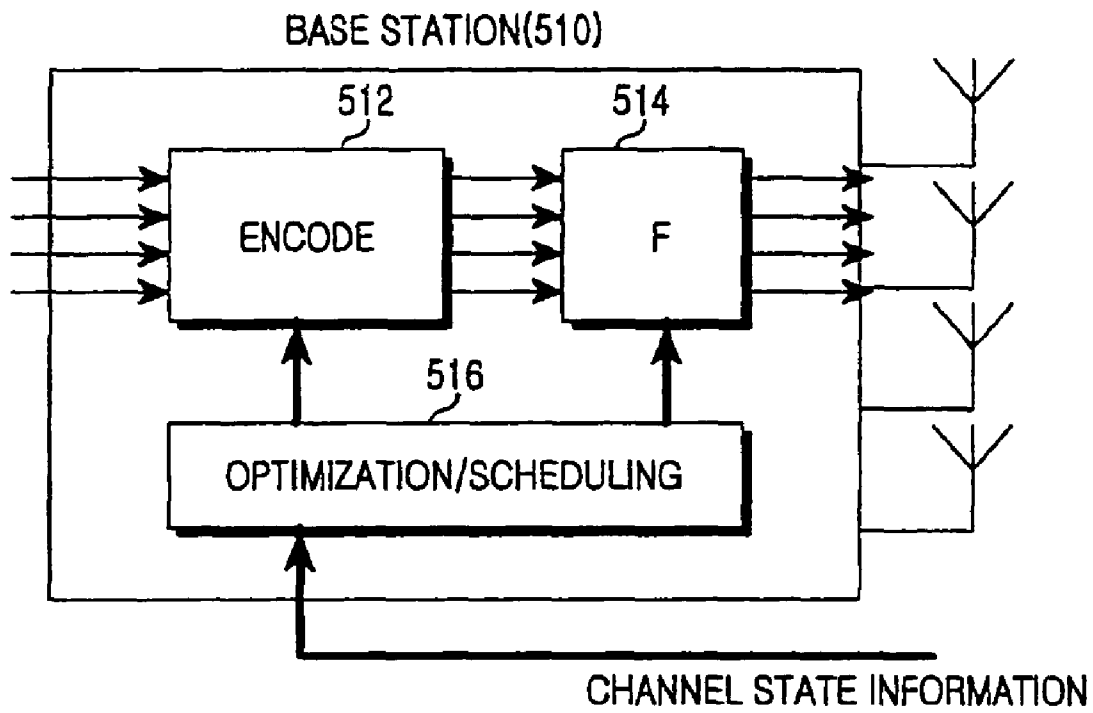 BASE STATION(510)
512
514
ENCODE
F
516
OPTIMIZATION/SCHEDULING
CHANNEL STATE INFORMATION